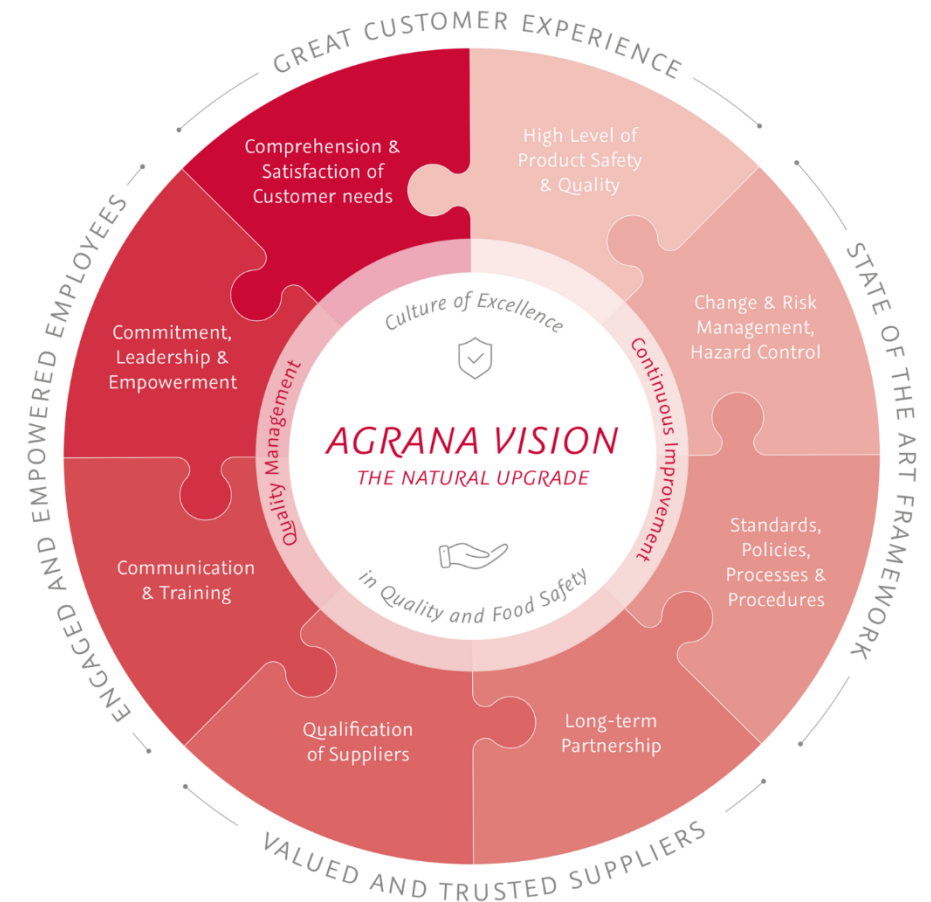 GREAT CUSTOMER EXPERIENCE
Comprehension &
Satisfaction of
Customer needs
High Level of
Product Safety
& Quality
STATE OF THE ART FRAMEWORK
Change & Risk
Management,
Hazard Control
Standards,
Policies,
Processes &
Procedures
VALUED AND TRUSTED SUPPLIERS
Long-term
Partnership
Qualification
of Suppliers
ENGAGED AND EMPOWERED EMPLOYEES
Communication
& Training
Commitment,
Leadership &
Empowerment
Quality Management
Continuous Improvement
Culture of Excellence
AGRANA VISION
THE NATURAL UPGRADE
in Quality and Food Safety